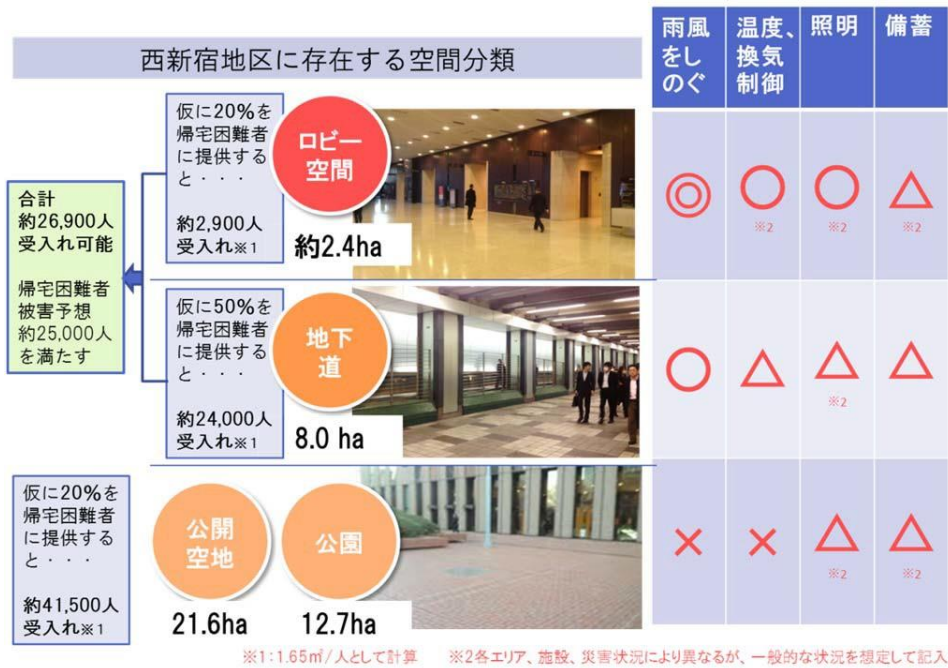 西新宿地区に存在する空間分類
雨風
をし
のぐ
温度、
換気
制御
照明
備蓄
仮に20%を
帰宅困難者
に提供する
と・・・
約2,900人
受入れ※1
ロビー
空間
約2.4ha
◎
○
※2
○
※2
△
※2
合計
約26,900人
受入れ可能
帰宅困難者
被害予想
約25,000人
を満たす
仮に50%を
帰宅困難者
に提供する
と・・・
約24,000人
受入れ※1
地下
道
8.0 ha
○
△
△
※2
△
仮に20%を
帰宅困難者
に提供する
と・・・
約41,500人
受入れ※1
公開
空地
21.6ha
公園
12.7ha
×
×
△
※2
△
※2
※1:1.65㎡/人として計算 ※2各エリア、施設、災害状況により異なるが、一般的な状況を想定して記入